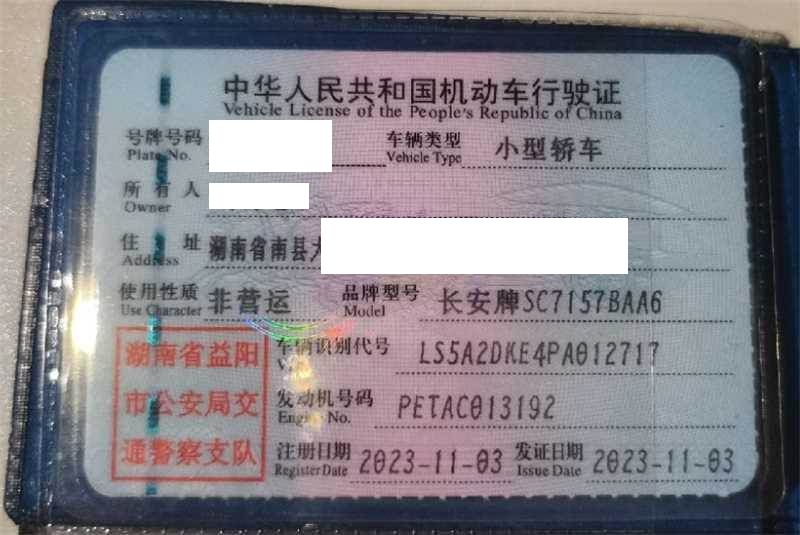 中华人民共和国机动车行驶证
Vehicle License of the People's Republic of China
号牌号码 车辆类型 小型轿车
Plate No. Vehicle Type
所有人
Owner
住址 湖南省南县
Address
使用性质 非营运 品牌型号 长安牌SC7157BAA6
Use Character Model
湖南省益阳 车辆识别代号 LS5A2DKE4PA012717
市公安局交 发动机号码 PETAC013192
Engine No.
通警察支队 注册日期 2023-11-03 发证日期 2023-11-03
Register Date Issue Date